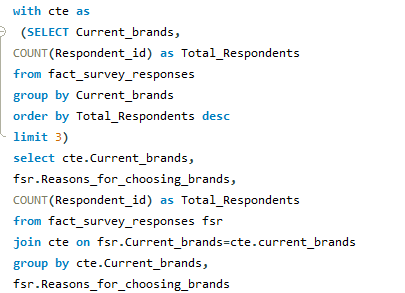 with cte as
(SELECT Current_brands,
COUNT(Respondent_id) as Total_Respondents
from fact_survey_responses
group by Current_brands
order by Total_Respondents desc
limit 3)
select cte.Current_brands,
fsr.Reasons_for_choosing_brands,
COUNT(Respondent_id) as Total_Respondents
from fact_survey_responses fsr
join cte on fsr.Current_brands=cte.current_brands
group by cte.Current_brands,
fsr.Reasons_for_choosing_brands